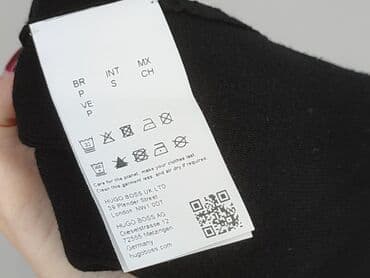 BR INT MX
P S CH
VE
P
Care for the planet, make your clothes last.
Clean this garment less, and air dry if required.
HUGO BOSS UK LTD
39 Plender Street
London NW1 0DT
HUGO BOSS AG
Dieselstrasse 12
72555 Metzingen
Germany
hugoboss.com